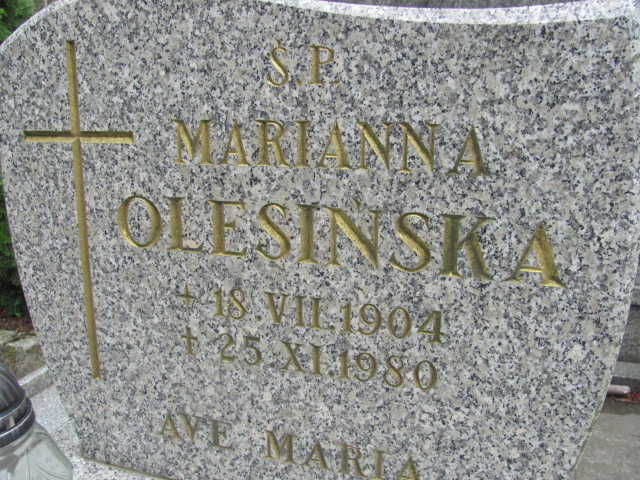 Ś.P.
MARIANNA
OLESIŃSKA
+ 18.VII.1904
+ 25.XI.1980
AVE MARIA